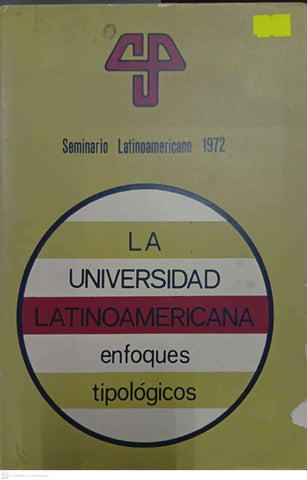 Seminario Latinoamericano 1972
LA
UNIVERSIDAD
LATINOAMERICANA
enfoques
tipológicos